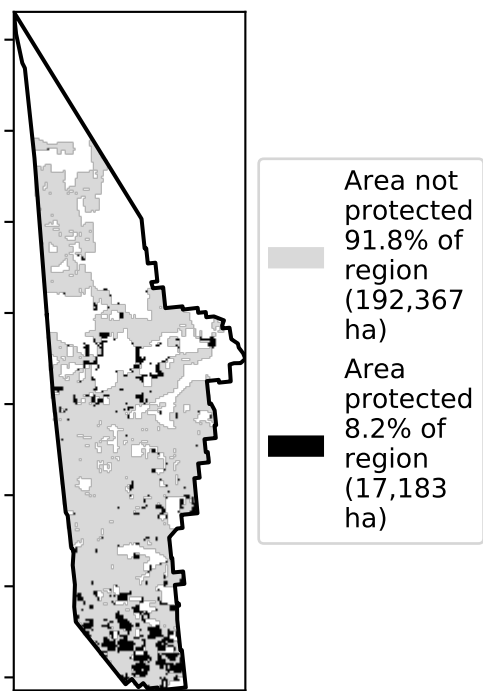 Area not
protected
91.8% of
region
(192,367
ha)
Area
protected
8.2% of
region
(17,183
ha)